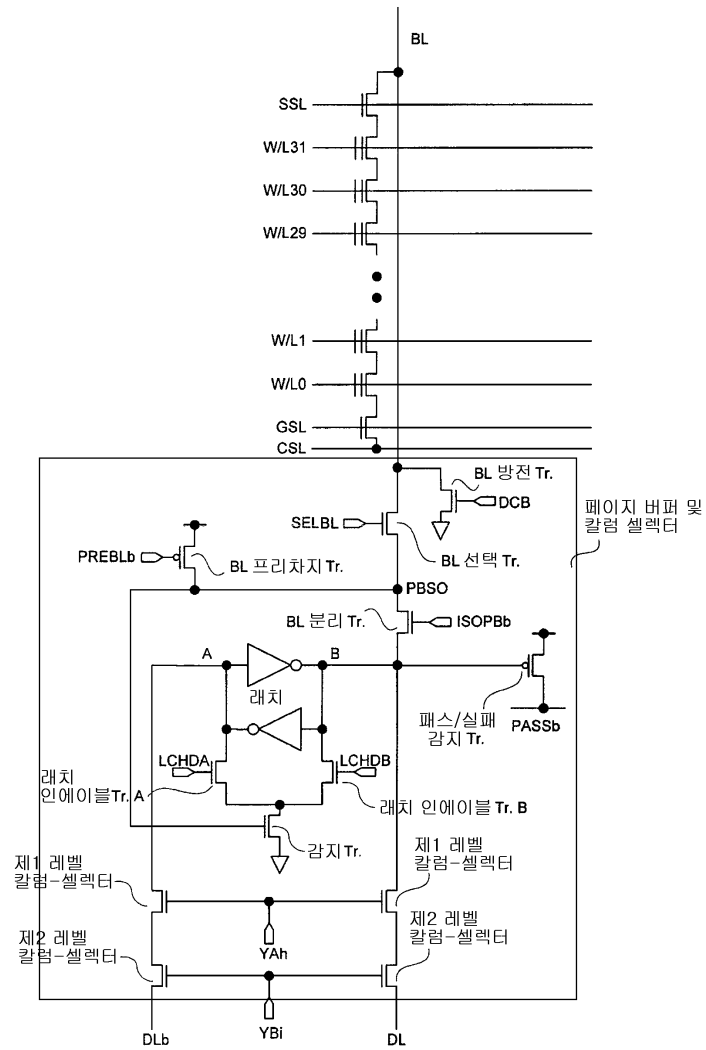 BL
SSL
W/L31
W/L30
W/L29
W/L1
W/L0
GSL
CSL
BL 방전 Tr.
DCB
페이지 버퍼 및
칼럼 셀렉터
SELBL
BL 선택 Tr.
PREBLb
BL 프리차지 Tr.
PBSO
BL 분리 Tr.
ISOPBb
A
B
래치
패스/실패
감지 Tr.
PASSb
LCHDA
LCHDB
래치
인에이블Tr. A
래치 인에이블Tr. B
감지Tr.
제1 레벨
칼럼-셀렉터
제1 레벨
칼럼-셀렉터
YAh
제2 레벨
칼럼-셀렉터
제2 레벨
칼럼-셀렉터
YBi
DLb
DL